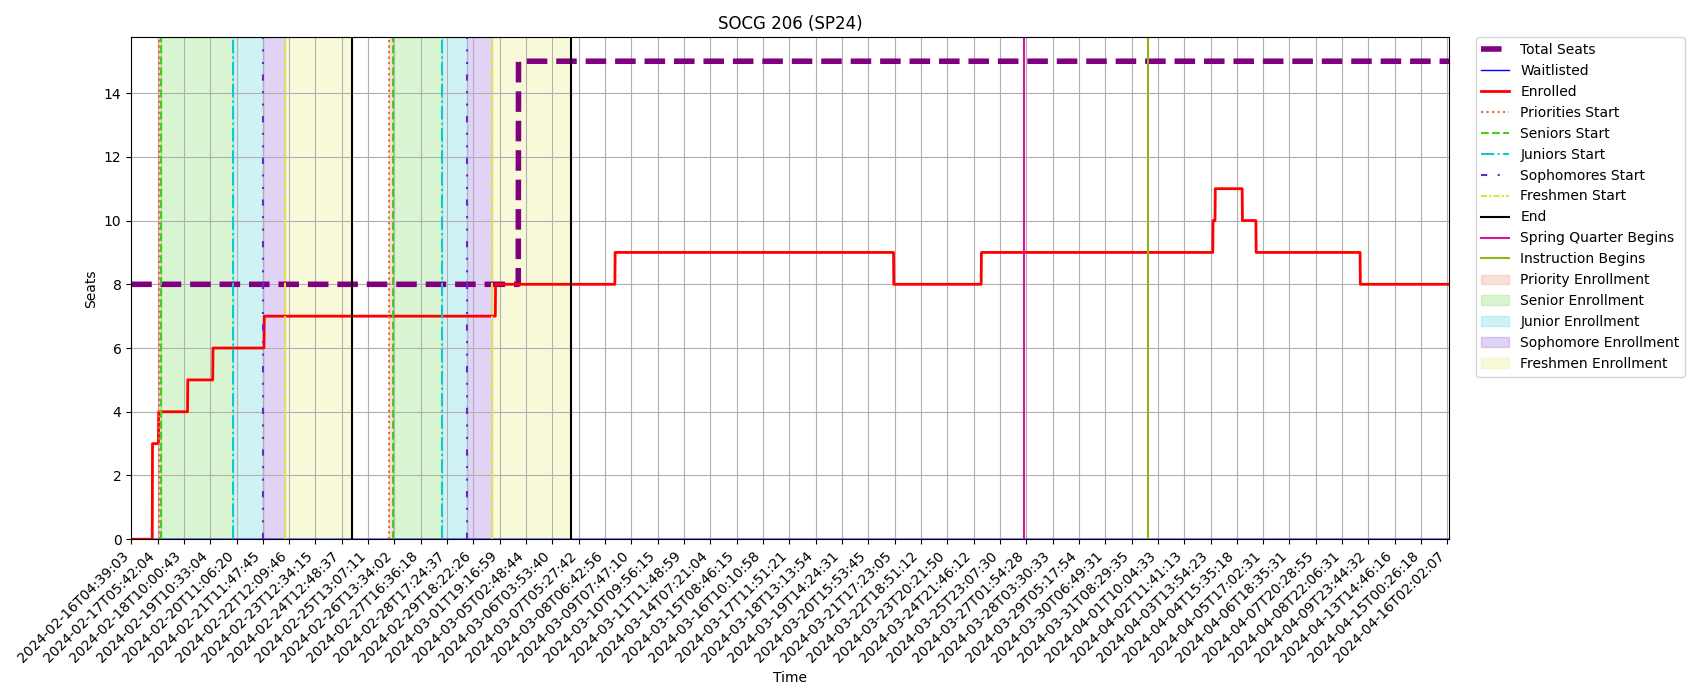 SOCG 206 (SP24)
Total Seats
Waitlisted
Enrolled
Priorities Start
Seniors Start
Juniors Start
Sophomores Start
Freshmen Start
End
Spring Quarter Begins
Instruction Begins
Priority Enrollment
Senior Enrollment
Junior Enrollment
Sophomore Enrollment
Freshmen Enrollment
Seats
14
12
10
8
6
4
2
0
2024-02-16T04:39:03
2024-02-17T05:42:04
2024-02-18T10:00:43
2024-02-19T10:33:04
2024-02-20T11:06:20
2024-02-21T11:47:45
2024-02-22T12:09:46
2024-02-23T12:34:15
2024-02-24T12:48:37
2024-02-25T13:07:11
2024-02-26T13:34:02
2024-02-27T16:36:18
2024-02-28T17:24:37
2024-02-29T18:22:26
2024-03-01T19:16:59
2024-03-05T02:48:44
2024-03-06T03:53:40
2024-03-07T05:27:42
2024-03-08T06:42:56
2024-03-09T07:47:10
2024-03-10T09:56:15
2024-03-11T11:48:59
2024-03-14T07:21:04
2024-03-15T08:46:15
2024-03-16T10:10:58
2024-03-17T11:51:21
2024-03-18T13:13:54
2024-03-19T14:24:31
2024-03-20T15:53:45
2024-03-21T17:23:05
2024-03-22T18:51:12
2024-03-23T20:21:50
2024-03-24T21:46:12
2024-03-25T23:07:30
2024-03-27T01:54:28
2024-03-28T03:30:33
2024-03-29T05:17:54
2024-03-30T06:49:31
2024-03-31T08:29:35
2024-04-01T10:04:33
2024-04-02T11:41:13
2024-04-03T13:54:23
2024-04-04T15:35:18
2024-04-05T17:02:31
2024-04-06T18:35:31
2024-04-07T20:28:55
2024-04-08T22:06:31
2024-04-09T23:44:32
2024-04-13T14:46:16
2024-04-15T00:26:18
2024-04-16T02:02:07
Time